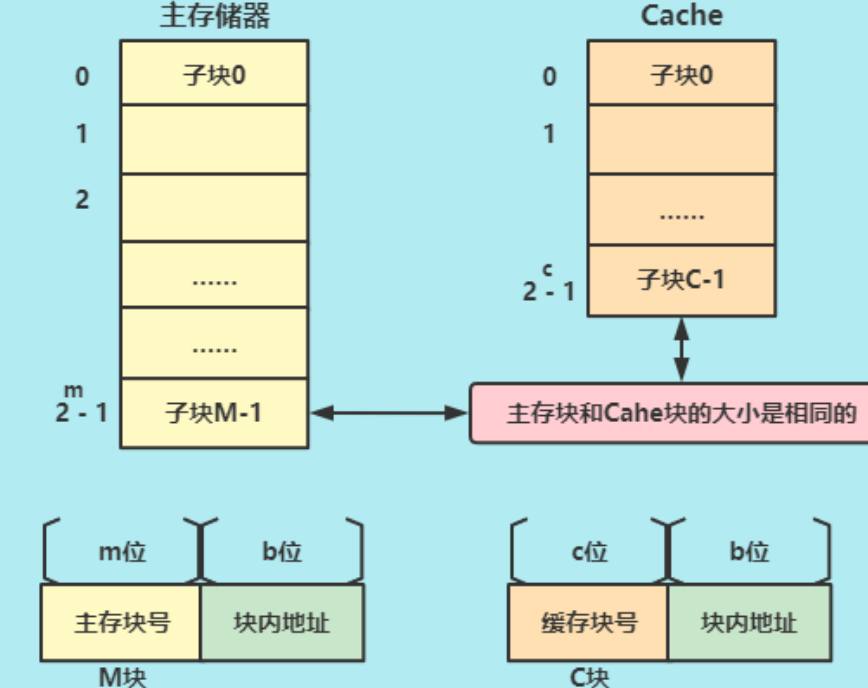 主存储器
Cache
0
子块0
0
子块0
1
1
2
......
......
c
2 - 1
子块C-1
......
m
2 - 1
子块M-1
主存块和Cahe块的大小是相同的
m位
b位
c位
b位
主存块号
块内地址
缓存块号
块内地址
M块
C块